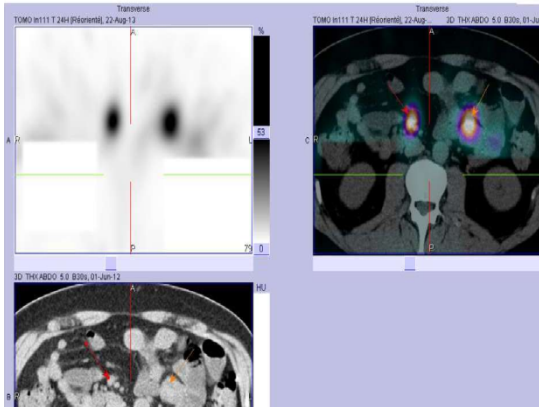 Transverse
TOMO In111 T 24H [Réorienté], 22-Aug-13
%
A
A
R
L
53
P
79
0
Transverse
TOMO In111 T 24H [Réorienté], 22-Aug-...
3D THX ABDO 5.0 B30s, 01-Jun
A
C
R
L
P
3D THX ABDO 5.0 B30s, 01-Jun-12
HU
A
B
R
L